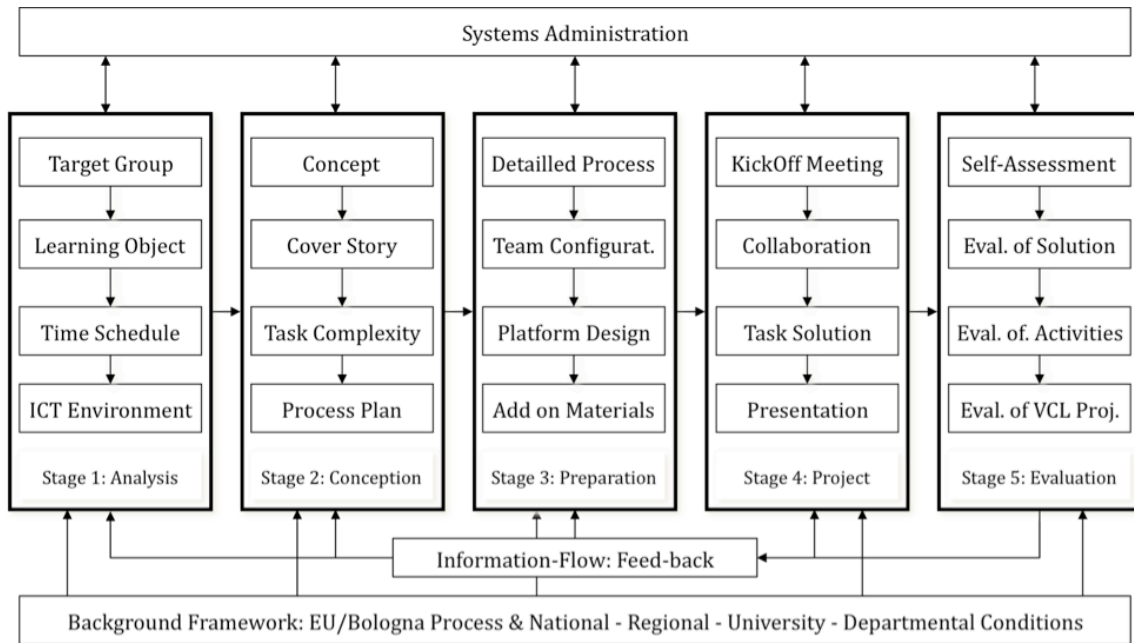 Systems Administration
Target Group
Learning Object
Time Schedule
ICT Environment
Stage 1: Analysis
Concept
Cover Story
Task Complexity
Process Plan
Stage 2: Conception
Detailled Process
Team Configurat.
Platform Design
Add on Materials
Stage 3: Preparation
KickOff Meeting
Collaboration
Task Solution
Presentation
Stage 4: Project
Self-Assessment
Eval. of Solution
Eval. of. Activities
Eval. of VCL Proj.
Stage 5: Evaluation
Information-Flow: Feed-back
Background Framework: EU/Bologna Process & National - Regional - University - Departmental Conditions